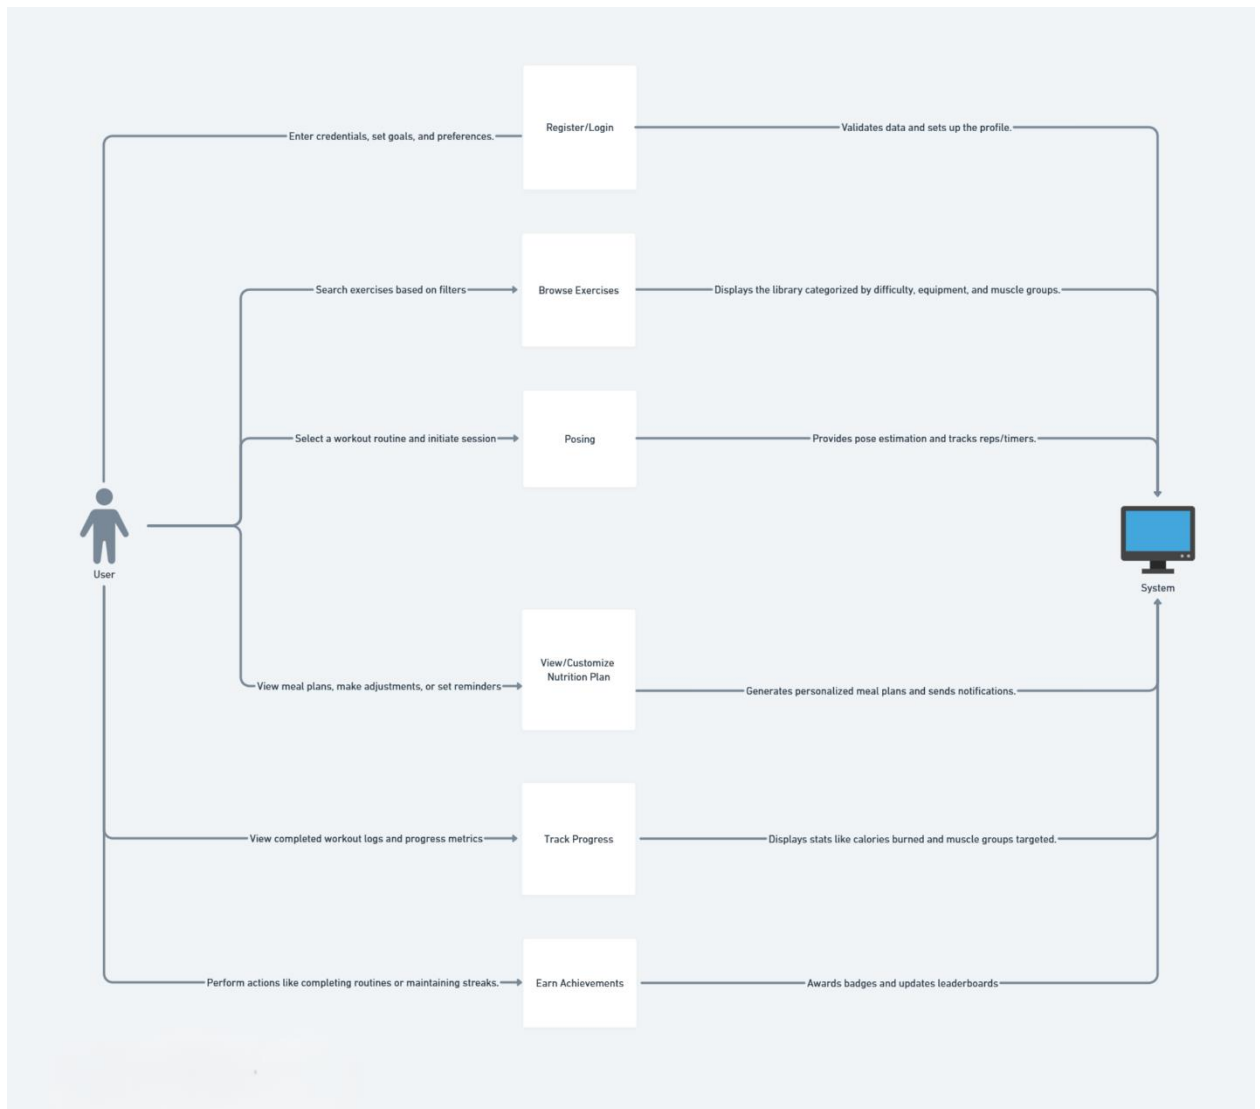 Register/Login
Enter credentials, set goals, and preferences.
Validates data and sets up the profile.
Search exercises based on filters
Browse Exercises
Displays the library categorized by difficulty, equipment, and muscle groups.
Select a workout routine and initiate session
Posing
Provides pose estimation and tracks reps/timers.
User
System
View/Customize
Nutrition Plan
View meal plans, make adjustments, or set reminders
Generates personalized meal plans and sends notifications.
View completed workout logs and progress metrics
Track Progress
Displays stats like calories burned and muscle groups targeted.
Perform actions like completing routines or maintaining streaks.
Earn Achievements
Awards badges and updates leaderboards